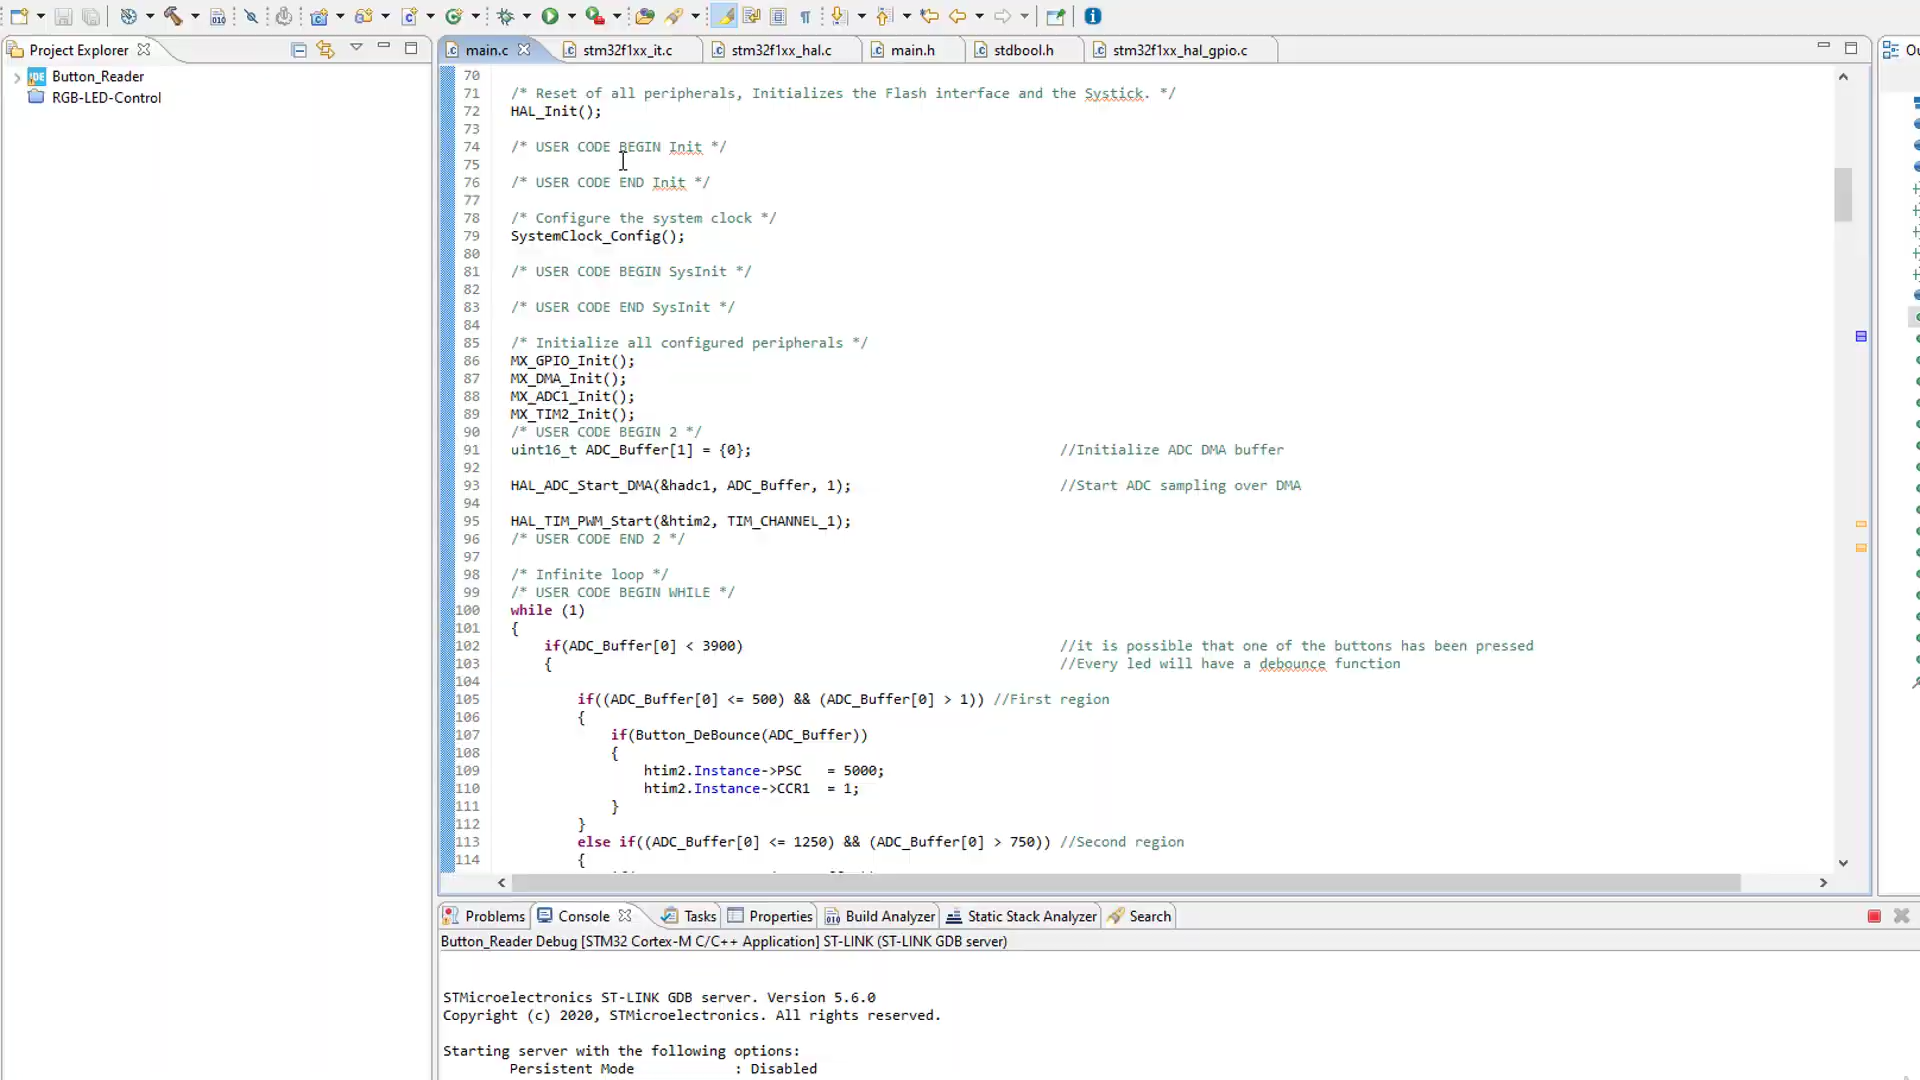 Project Explorer
main.c
stm32f1xx_it.c
stm32f1xx_hal.c
main.h
stdbool.h
stm32f1xx_hal_gpio.c
Button_Reader
RGB-LED-Control
70
71 /* Reset of all peripherals, Initializes the Flash interface and the Systick. */
72 HAL_Init();
73
74 /* USER CODE BEGIN Init */
75
76 /* USER CODE END Init */
77
78 /* Configure the system clock */
79 SystemClock_Config();
80
81 /* USER CODE BEGIN SysInit */
82
83 /* USER CODE END SysInit */
84
85 /* Initialize all configured peripherals */
86 MX_GPIO_Init();
87 MX_DMA_Init();
88 MX_ADC1_Init();
89 MX_TIM2_Init();
90 /* USER CODE BEGIN 2 */
91 uint16_t ADC_Buffer[1] = {0}; //Initialize ADC DMA buffer
92
93 HAL_ADC_Start_DMA(&hadc1, ADC_Buffer, 1); //Start ADC sampling over DMA
94
95 HAL_TIM_PWM_Start(&htim2, TIM_CHANNEL_1);
96 /* USER CODE END 2 */
97
98 /* Infinite loop */
99 /* USER CODE BEGIN WHILE */
100 while (1)
101 {
102 if(ADC_Buffer[0] < 3900) //it is possible that one of the buttons has been pressed
103 { //Every led will have a debounce function
104
105 if((ADC_Buffer[0] <= 500) && (ADC_Buffer[0] > 1)) //First region
106 {
107 if(Button_DeBounce(ADC_Buffer))
108 {
109 htim2.Instance->PSC = 5000;
110 htim2.Instance->CCR1 = 1;
111 }
112 }
113 else if((ADC_Buffer[0] <= 1250) && (ADC_Buffer[0] > 750)) //Second region
114 {
Problems
Console
Tasks
Properties
Build Analyzer
Static Stack Analyzer
Search
Button_Reader Debug [STM32 Cortex-M C/C++ Application] ST-LINK (ST-LINK GDB server)
STMicroelectronics ST-LINK GDB server. Version 5.6.0
Copyright (c) 2020, STMicroelectronics. All rights reserved.
Starting server with the following options:
Persistent Mode : Disabled